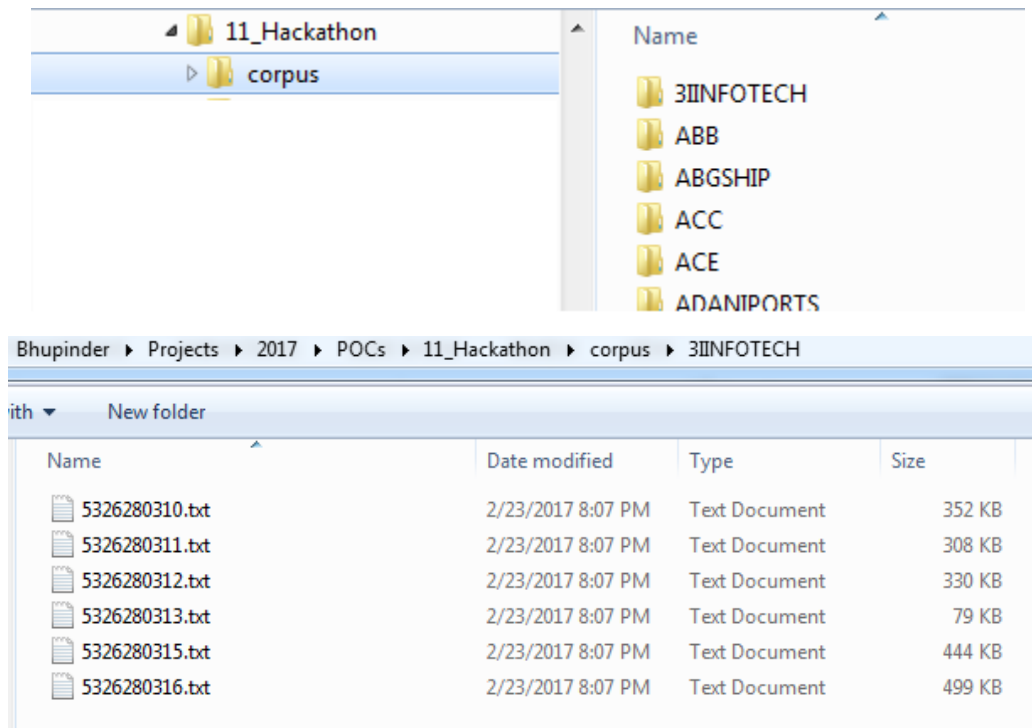 11_Hackathon
corpus
Name
3IINFOTECH
ABB
ABGSHIP
ACC
ACE
ADANIPORTS
Bhupinder ▸ Projects ▸ 2017 ▸ POCs ▸ 11_Hackathon ▸ corpus ▸ 3IINFOTECH
ith New folder
Name Date modified Type Size
5326280310.txt 2/23/2017 8:07 PM Text Document 352 KB
5326280311.txt 2/23/2017 8:07 PM Text Document 308 KB
5326280312.txt 2/23/2017 8:07 PM Text Document 330 KB
5326280313.txt 2/23/2017 8:07 PM Text Document 79 KB
5326280315.txt 2/23/2017 8:07 PM Text Document 444 KB
5326280316.txt 2/23/2017 8:07 PM Text Document 499 KB